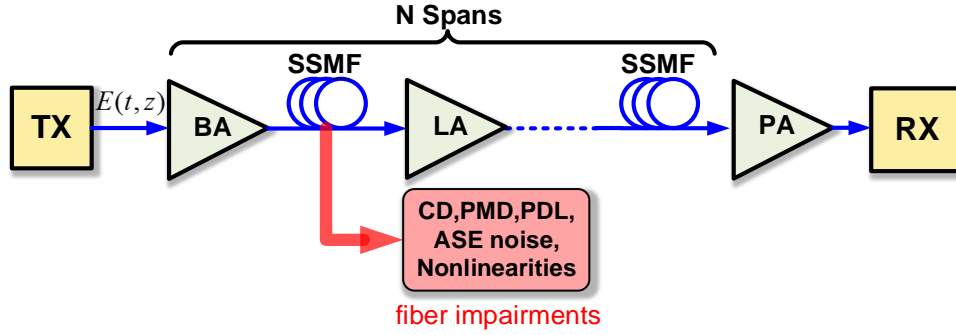 N Spans
SSMF
SSMF
TX
E(t,z)
BA
LA
PA
RX
CD,PMD,PDL,
ASE noise,
Nonlinearities
fiber impairments